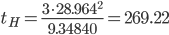 t_H = \frac{3 \cdot 28.964^2}{9.34840} = 269.22